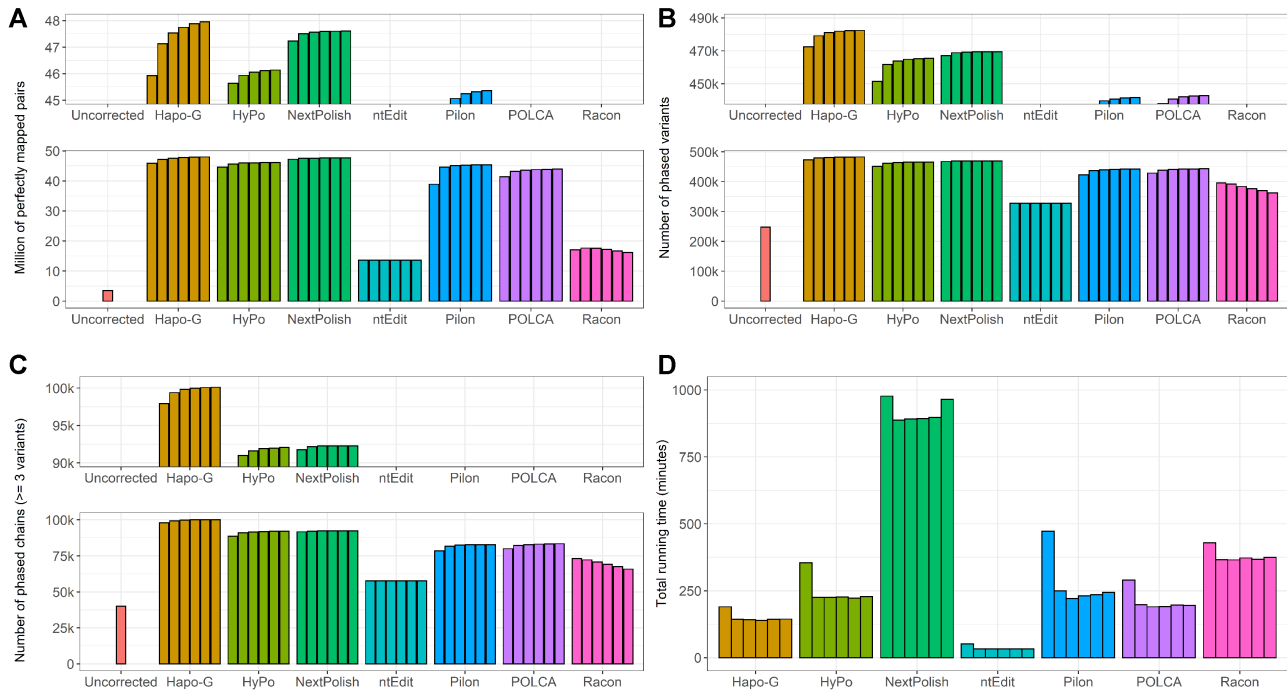 A
Million of perfectly mapped pairs
48
47
46
45
Uncorrected Hapo-G HyPo NextPolish ntEdit Pilon POLCA Racon
50
40
30
20
10
0
Uncorrected Hapo-G HyPo NextPolish ntEdit Pilon POLCA Racon
B
Number of phased variants
490k
470k
450k
Uncorrected Hapo-G HyPo NextPolish ntEdit Pilon POLCA Racon
500k
400k
300k
200k
100k
0
Uncorrected Hapo-G HyPo NextPolish ntEdit Pilon POLCA Racon
C
Number of phased chains (>= 3 variants)
100k
95k
90k
Uncorrected Hapo-G HyPo NextPolish ntEdit Pilon POLCA Racon
100k
75k
50k
25k
0
Uncorrected Hapo-G HyPo NextPolish ntEdit Pilon POLCA Racon
D
Total running time (minutes)
1000
750
500
250
0
Hapo-G HyPo NextPolish ntEdit Pilon POLCA Racon